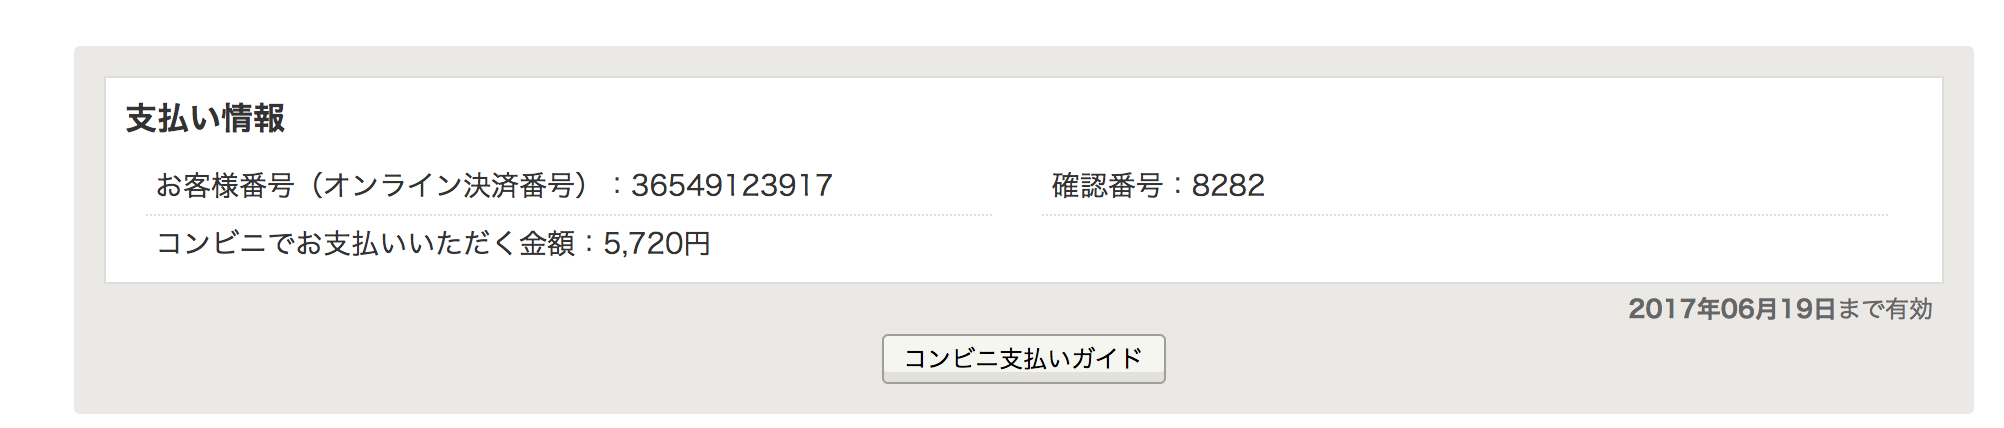 支払い情報
お客様番号（オンライン決済番号）：36549123917
確認番号：8282
コンビニでお支払いいただく金額：5,720円
2017年06月19日まで有効
コンビニ支払いガイド